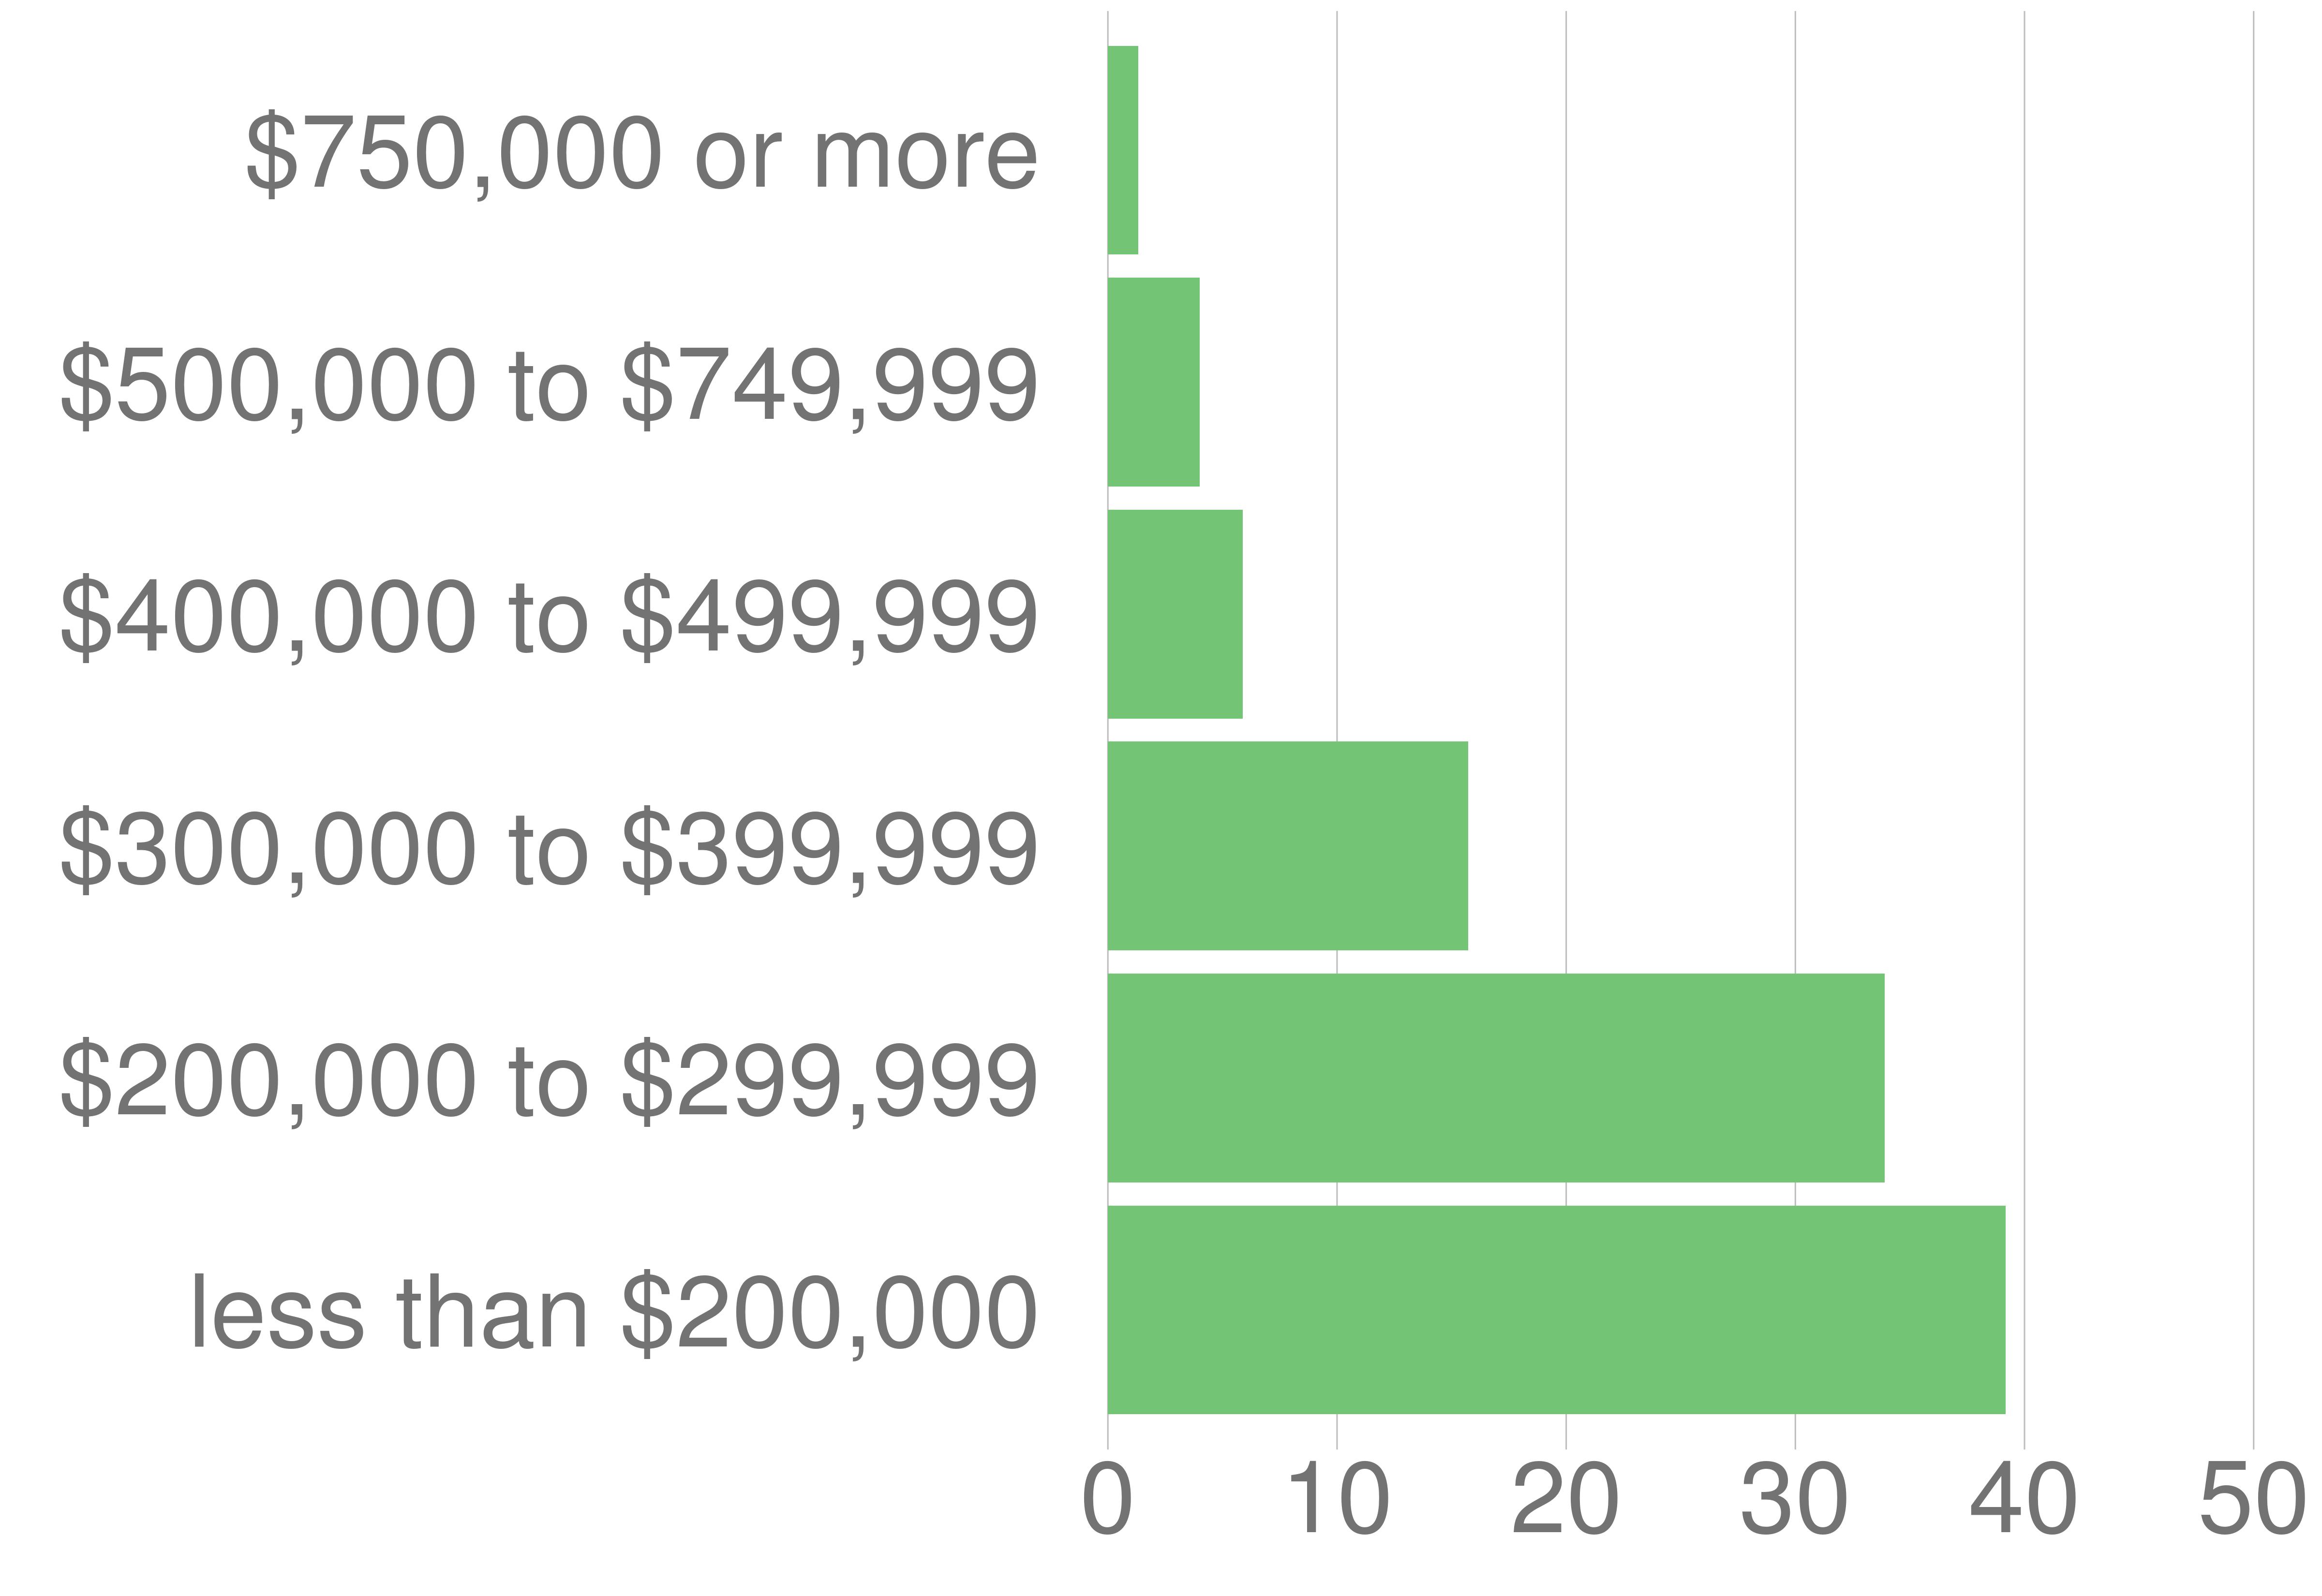 $750,000 or more
$500,000 to $749,999
$400,000 to $499,999
$300,000 to $399,999
$200,000 to $299,999
less than $200,000
0 10 20 30 40 50